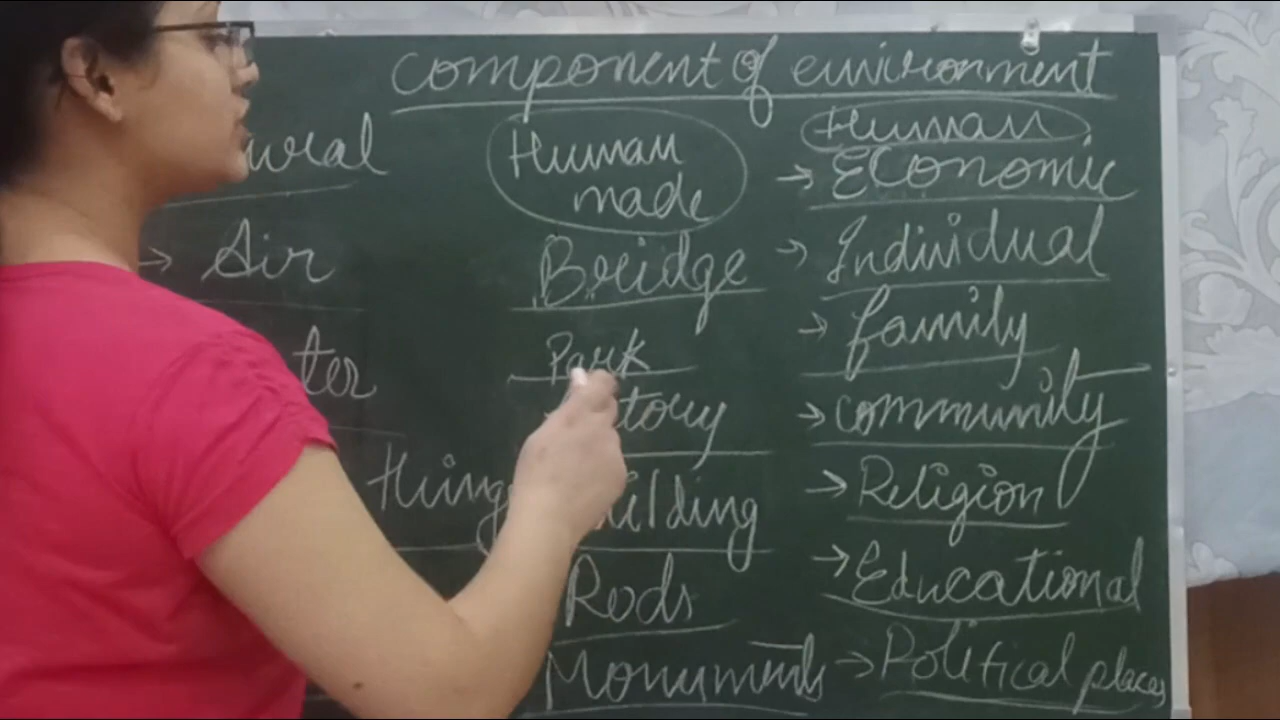 component of environment
ural
Human
made
Human
→ Economic
→ Air
Bridge
→ Individual
Park
→ family
ter
tory
→ community
things
uilding
→ Religion
Rods
→ Educational
Monuments
→ Political places